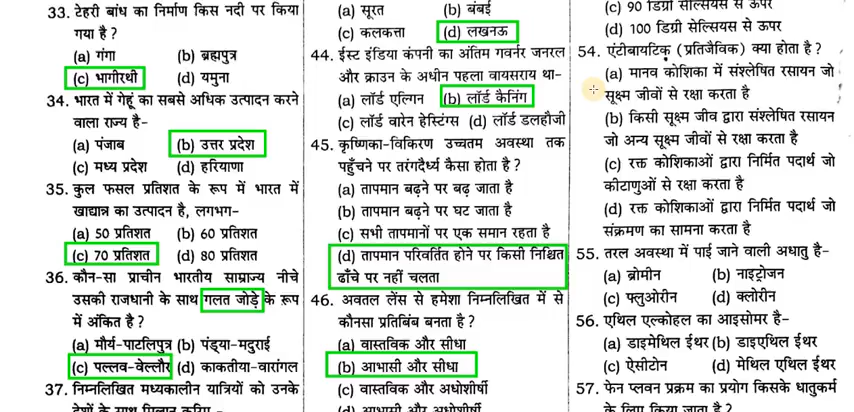 33. टेहरी बांध का निर्माण किस नदी पर किया
गया है ?
(a) गंगा (b) ब्रह्मपुत्र
(c) भागीरथी (d) यमुना
34. भारत में गेहूं का सबसे अधिक उत्पादन करने
वाला राज्य है-
(a) पंजाब (b) उत्तर प्रदेश
(c) मध्य प्रदेश (d) हरियाणा
35. कुल फसल प्रतिशत के रूप में भारत में
खाद्यान्न का उत्पादन है, लगभग-
(a) 50 प्रतिशत (b) 60 प्रतिशत
(c) 70 प्रतिशत (d) 80 प्रतिशत
36. कौन-सा प्राचीन भारतीय साम्राज्य नीचे
उसकी राजधानी के साथ गलत जोड़े के रूप
में अंकित है ?
(a) मौर्य-पाटलिपुत्र (b) पंड्या-मदुराई
(c) पल्लव-वेल्लौर (d) काकतीया-वारांगल
37. निम्नलिखित मध्यकालीन यात्रियों को उनके
देशों के साथ मिलान करिए -
(a) सूरत (b) बंबई
(c) कलकत्ता (d) लखनऊ
44. ईस्ट इंडिया कंपनी का अंतिम गवर्नर जनरल
और क्राउन के अधीन पहला वायसराय था-
(a) लॉर्ड एल्गिन (b) लॉर्ड कैनिंग
(c) लॉर्ड वारेन हेस्टिंग्स (d) लॉर्ड डलहौजी
45. कृष्णिका-विकिरण उच्चतम अवस्था तक
पहुँचने पर तरंगदैर्ध्य कैसा होता है ?
(a) तापमान बढ़ने पर बढ़ जाता है
(b) तापमान बढ़ने पर घट जाता है
(c) सभी तापमानों पर एक समान रहता है
(d) तापमान परिवर्तित होने पर किसी निश्चित
ढाँचे पर नहीं चलता
46. अवतल लेंस से हमेशा निम्नलिखित में से
कौनसा प्रतिबिंब बनता है ?
(a) वास्तविक और सीधा
(b) आभासी और सीधा
(c) वास्तविक और अधोशीर्षी
(d) आभासी और अधोशीर्षी
(c) 90 डिग्री सेल्सियस से ऊपर
(d) 100 डिग्री सेल्सियस से ऊपर
54. एंटीबायटिक (प्रतिजैविक) क्या होता है ?
(a) मानव कोशिका में संश्लेषित रसायन जो
सूक्ष्म जीवों से रक्षा करता है
(b) किसी सूक्ष्म जीव द्वारा संश्लेषित रसायन
जो अन्य सूक्ष्म जीवों से रक्षा करता है
(c) रक्त कोशिकाओं द्वारा निर्मित पदार्थ जो
कीटाणुओं से रक्षा करता है
(d) रक्त कोशिकाओं द्वारा निर्मित पदार्थ जो
संक्रमण का सामना करता है
55. तरल अवस्था में पाई जाने वाली अधातु है-
(a) ब्रोमीन (b) नाइट्रोजन
(c) फ्लुओरीन (d) क्लोरीन
56. एथिल एल्कोहल का आइसोमर है-
(a) डाइमेथिल ईथर (b) डाइएथिल ईथर
(c) ऐसीटोन (d) मेथिल एथिल ईथर
57. फेन प्लवन प्रक्रम का प्रयोग किसके धातुकर्म
के लिए किया जाता है ?